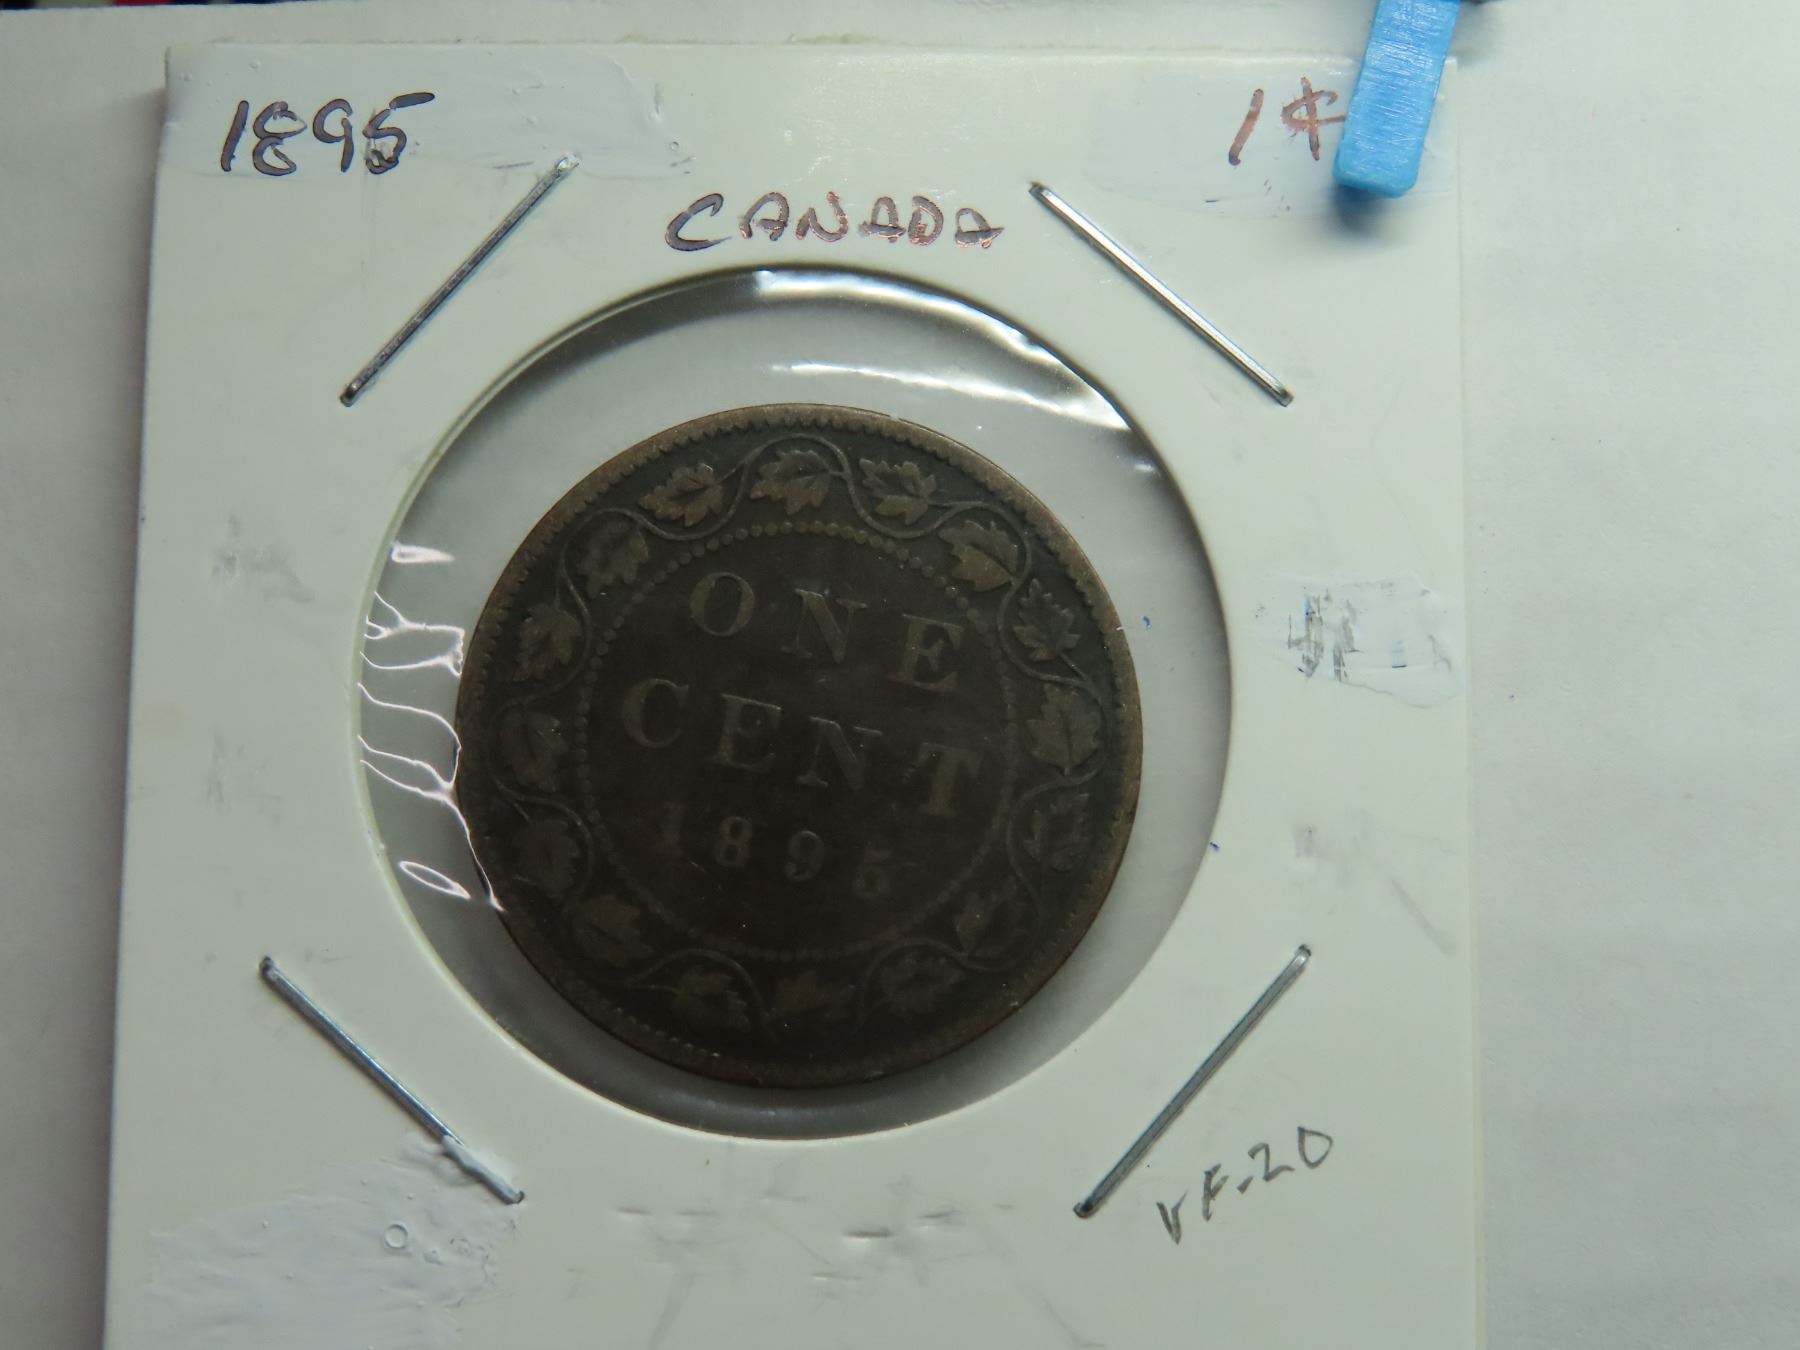 1895 1¢
CANADA
ONE
CENT
1895
VF-20